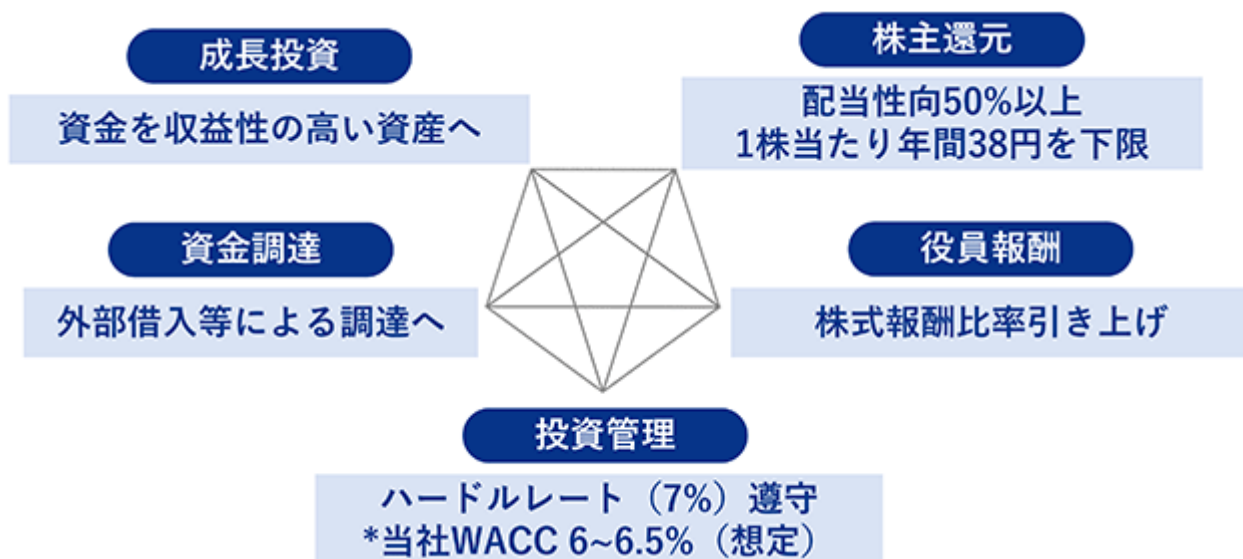 成長投資
資金を収益性の高い資産へ
株主還元
配当性向50%以上
1株当たり年間38円を下限
資金調達
外部借入等による調達へ
役員報酬
株式報酬比率引き上げ
投資管理
ハードルレート（7%）遵守
*当社WACC 6~6.5%（想定）